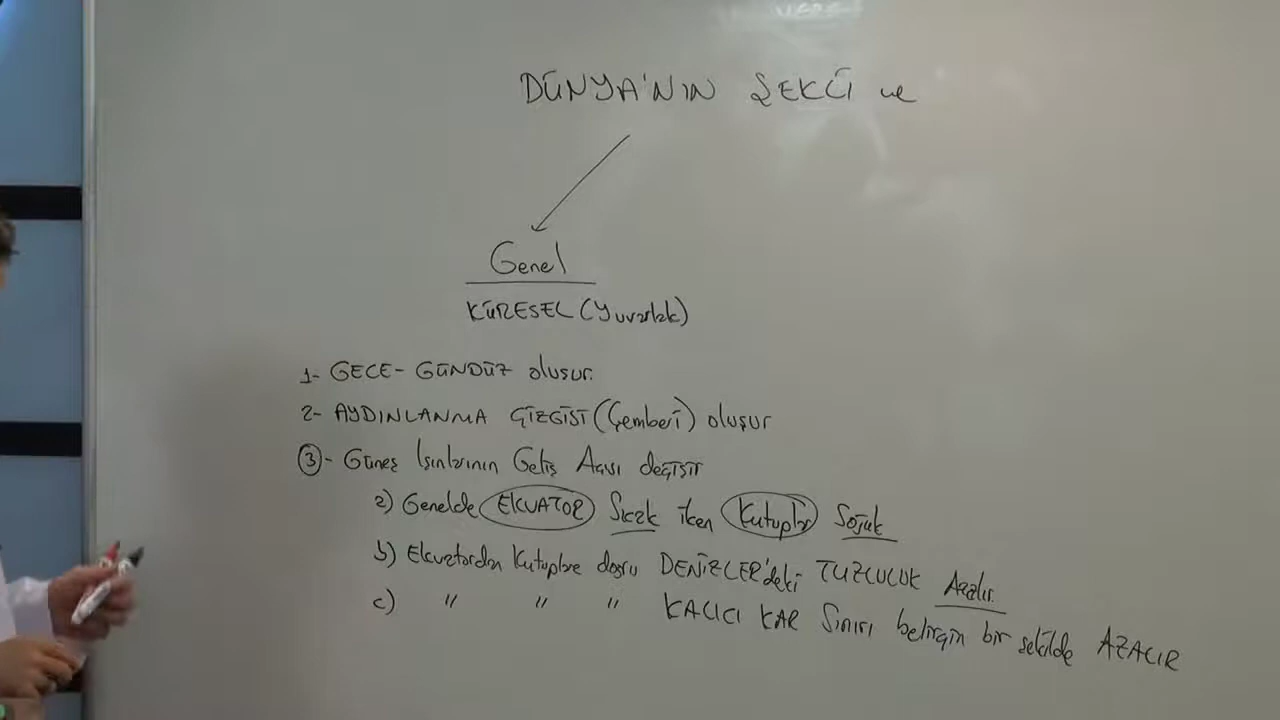 DÜNYA'NIN ŞEKLİ ve
Genel
KÜRESEL (Yuvarlak)
1- GECE - GÜNDÜZ oluşur.
2- AYDINLANMA ÇİZGİSİ (Çemberi) oluşur
3- Güneş Işınlarının Geliş Açısı değişir
a) Genelde EKVATOR Sıcak iken Kutuplar Soğuk
b) Ekvatordan Kutuplara doğru DENİZLER'deki TUZLULUK Azalır.
c) " " " KALICI KAR Sınırı belirgin bir şekilde AZALIR